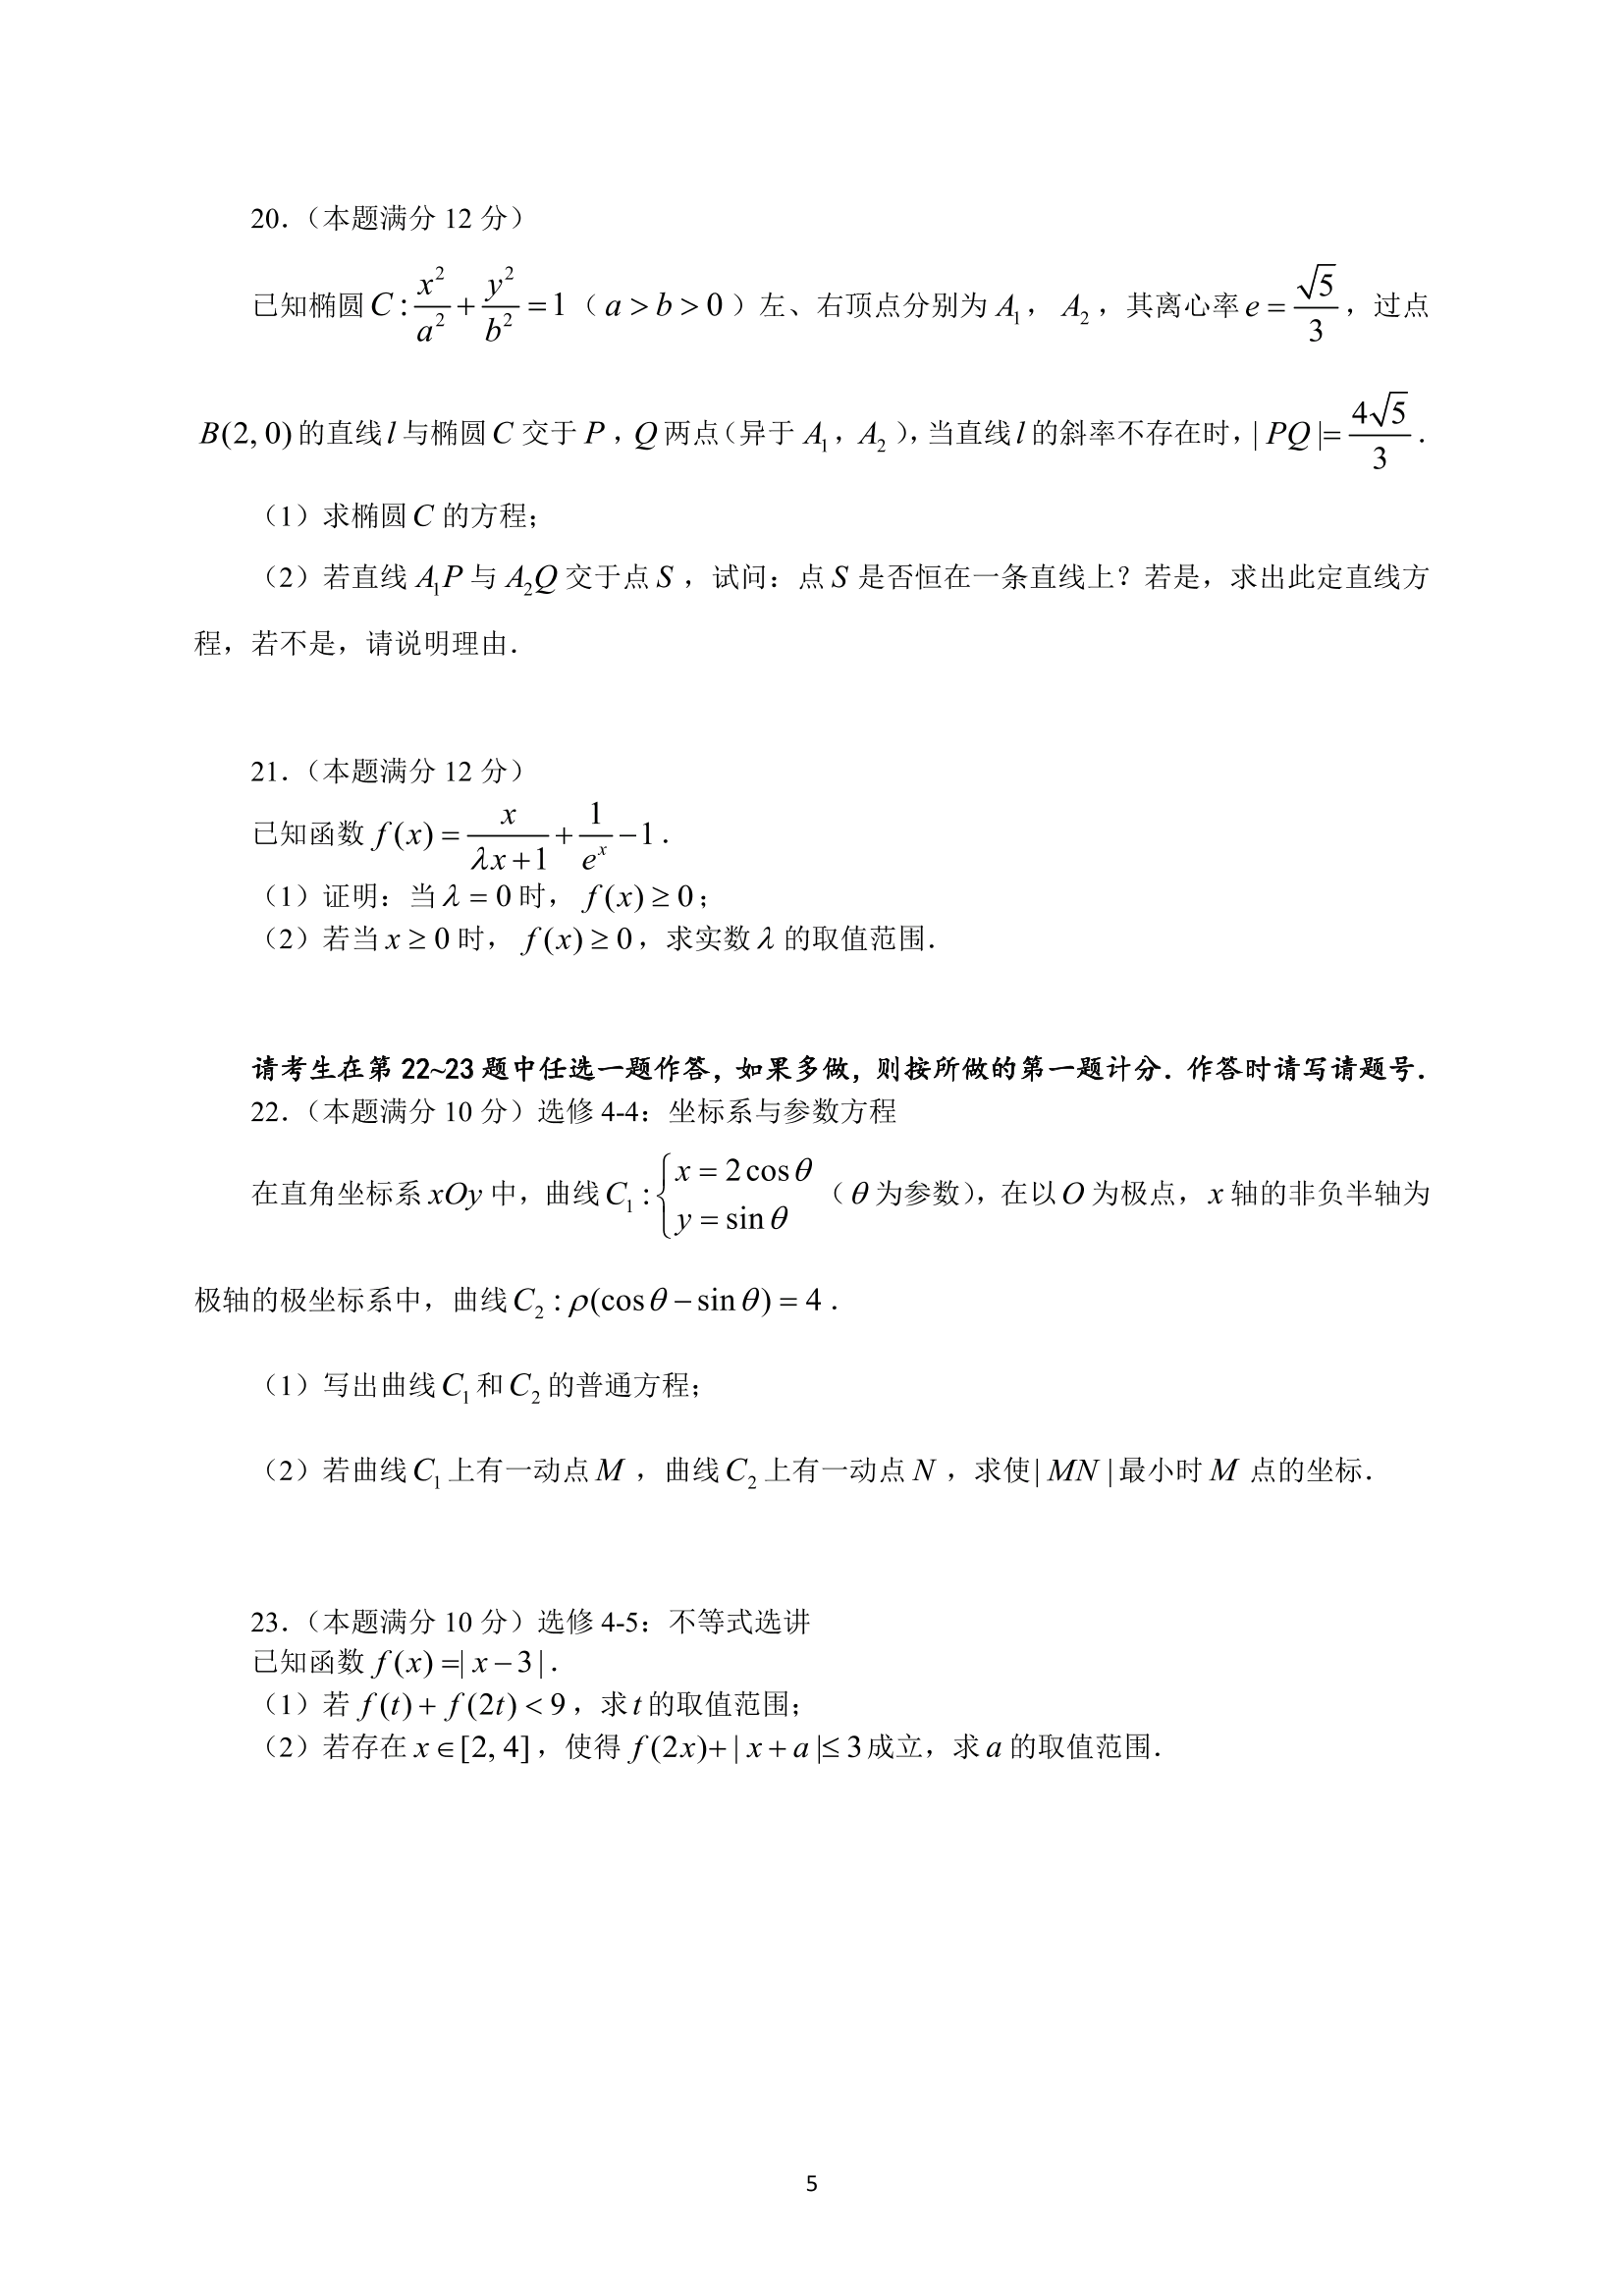 20.（本题满分 12 分）
已知椭圆 $C:\frac{x^2}{a^2}+\frac{y^2}{b^2}=1$（$a>b>0$）左、右顶点分别为 $A_1$，$A_2$，其离心率 $e=\frac{\sqrt{5}}{3}$，过点
$B(2,0)$ 的直线 $l$ 与椭圆 $C$ 交于 $P$，$Q$ 两点（异于 $A_1$，$A_2$），当直线 $l$ 的斜率不存在时，$|PQ|=\frac{4\sqrt{5}}{3}$．
（1）求椭圆 $C$ 的方程；
（2）若直线 $A_1P$ 与 $A_2Q$ 交于点 $S$，试问：点 $S$ 是否恒在一条直线上？若是，求出此定直线方
程，若不是，请说明理由．
21.（本题满分 12 分）
已知函数 $f(x)=\frac{x}{\lambda x+1}+\frac{1}{e^x}-1$．
（1）证明：当 $\lambda=0$ 时，$f(x)\geq 0$；
（2）若当 $x\geq 0$ 时，$f(x)\geq 0$，求实数 $\lambda$ 的取值范围．
请考生在第 22~23 题中任选一题作答，如果多做，则按所做的第一题计分．作答时请写请题号．
22.（本题满分 10 分）选修 4-4：坐标系与参数方程
在直角坐标系 $xOy$ 中，曲线 $C_1:\begin{cases}x=2\cos\theta\\y=\sin\theta\end{cases}$（$\theta$ 为参数），在以 $O$ 为极点，$x$ 轴的非负半轴为
极轴的极坐标系中，曲线 $C_2:\rho(\cos\theta-\sin\theta)=4$．
（1）写出曲线 $C_1$ 和 $C_2$ 的普通方程；
（2）若曲线 $C_1$ 上有一动点 $M$，曲线 $C_2$ 上有一动点 $N$，求使 $|MN|$ 最小时 $M$ 点的坐标．
23.（本题满分 10 分）选修 4-5：不等式选讲
已知函数 $f(x)=|x-3|$．
（1）若 $f(t)+f(2t)<9$，求 $t$ 的取值范围；
（2）若存在 $x\in[2,4]$，使得 $f(2x)+|x+a|\leq 3$ 成立，求 $a$ 的取值范围．
5